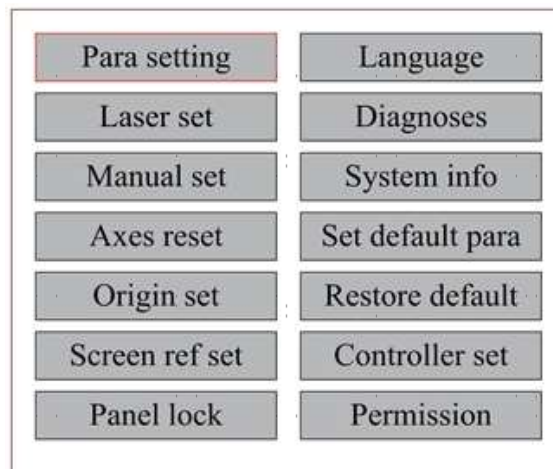 Para setting
Language
Laser set
Diagnoses
Manual set
System info
Axes reset
Set default para
Origin set
Restore default
Screen ref set
Controller set
Panel lock
Permission